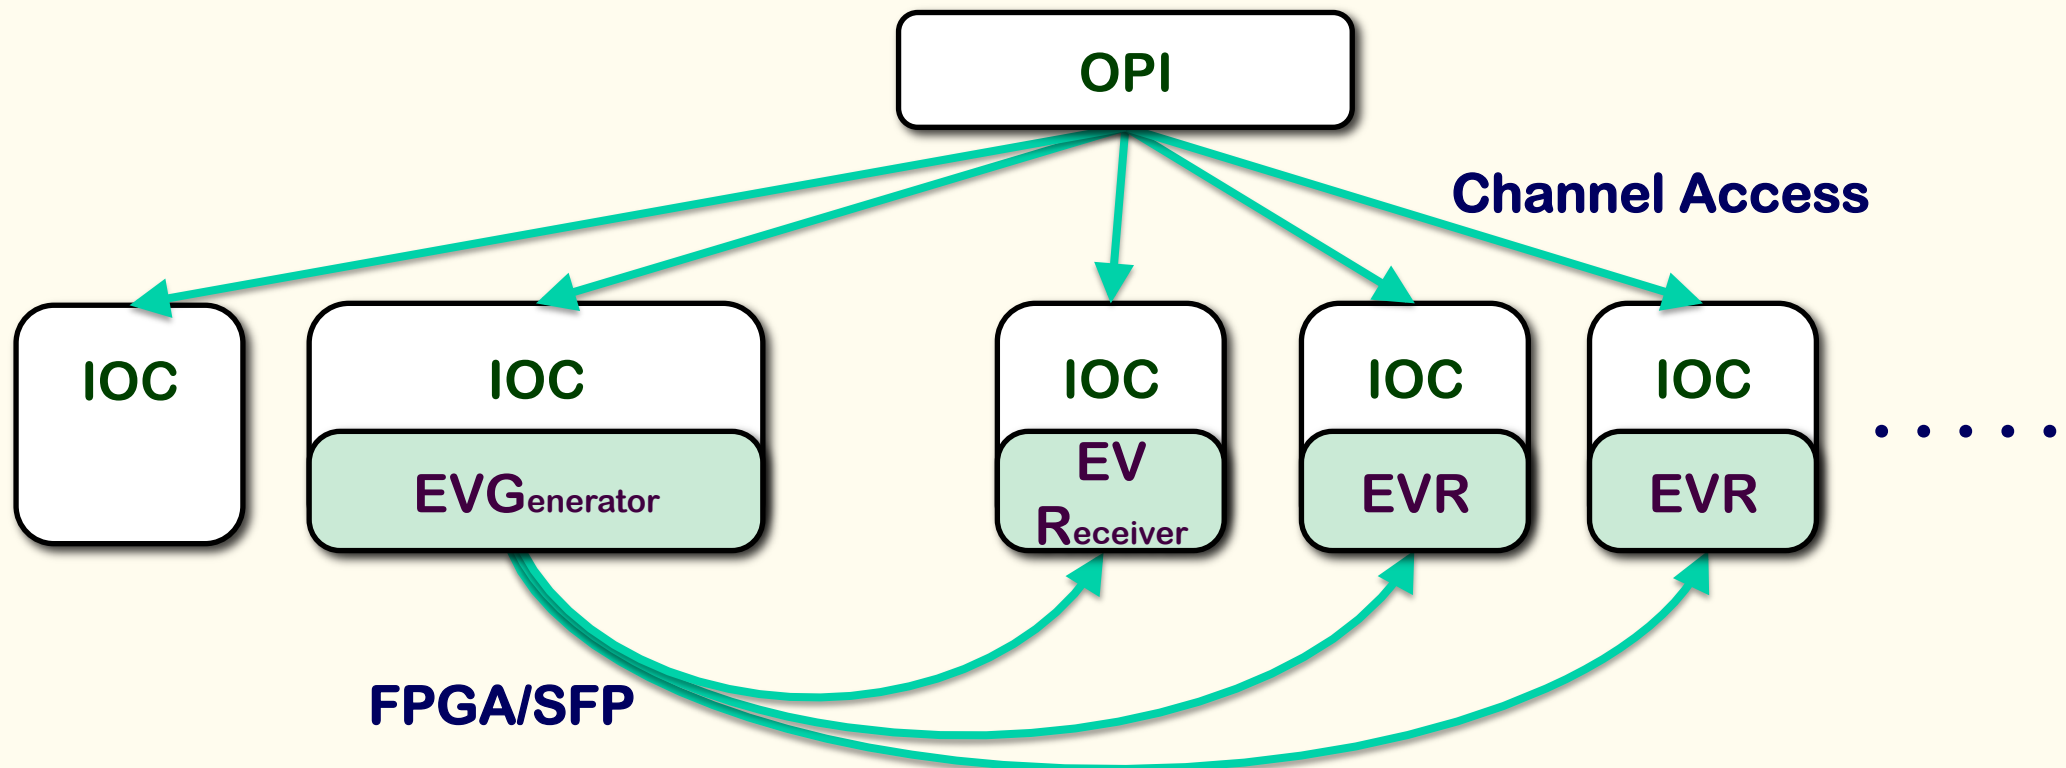 OPI
Channel Access
IOC
IOC
IOC
IOC
IOC
EVGenerator
EV
Receiver
EVR
EVR
. . . . .
FPGA/SFP